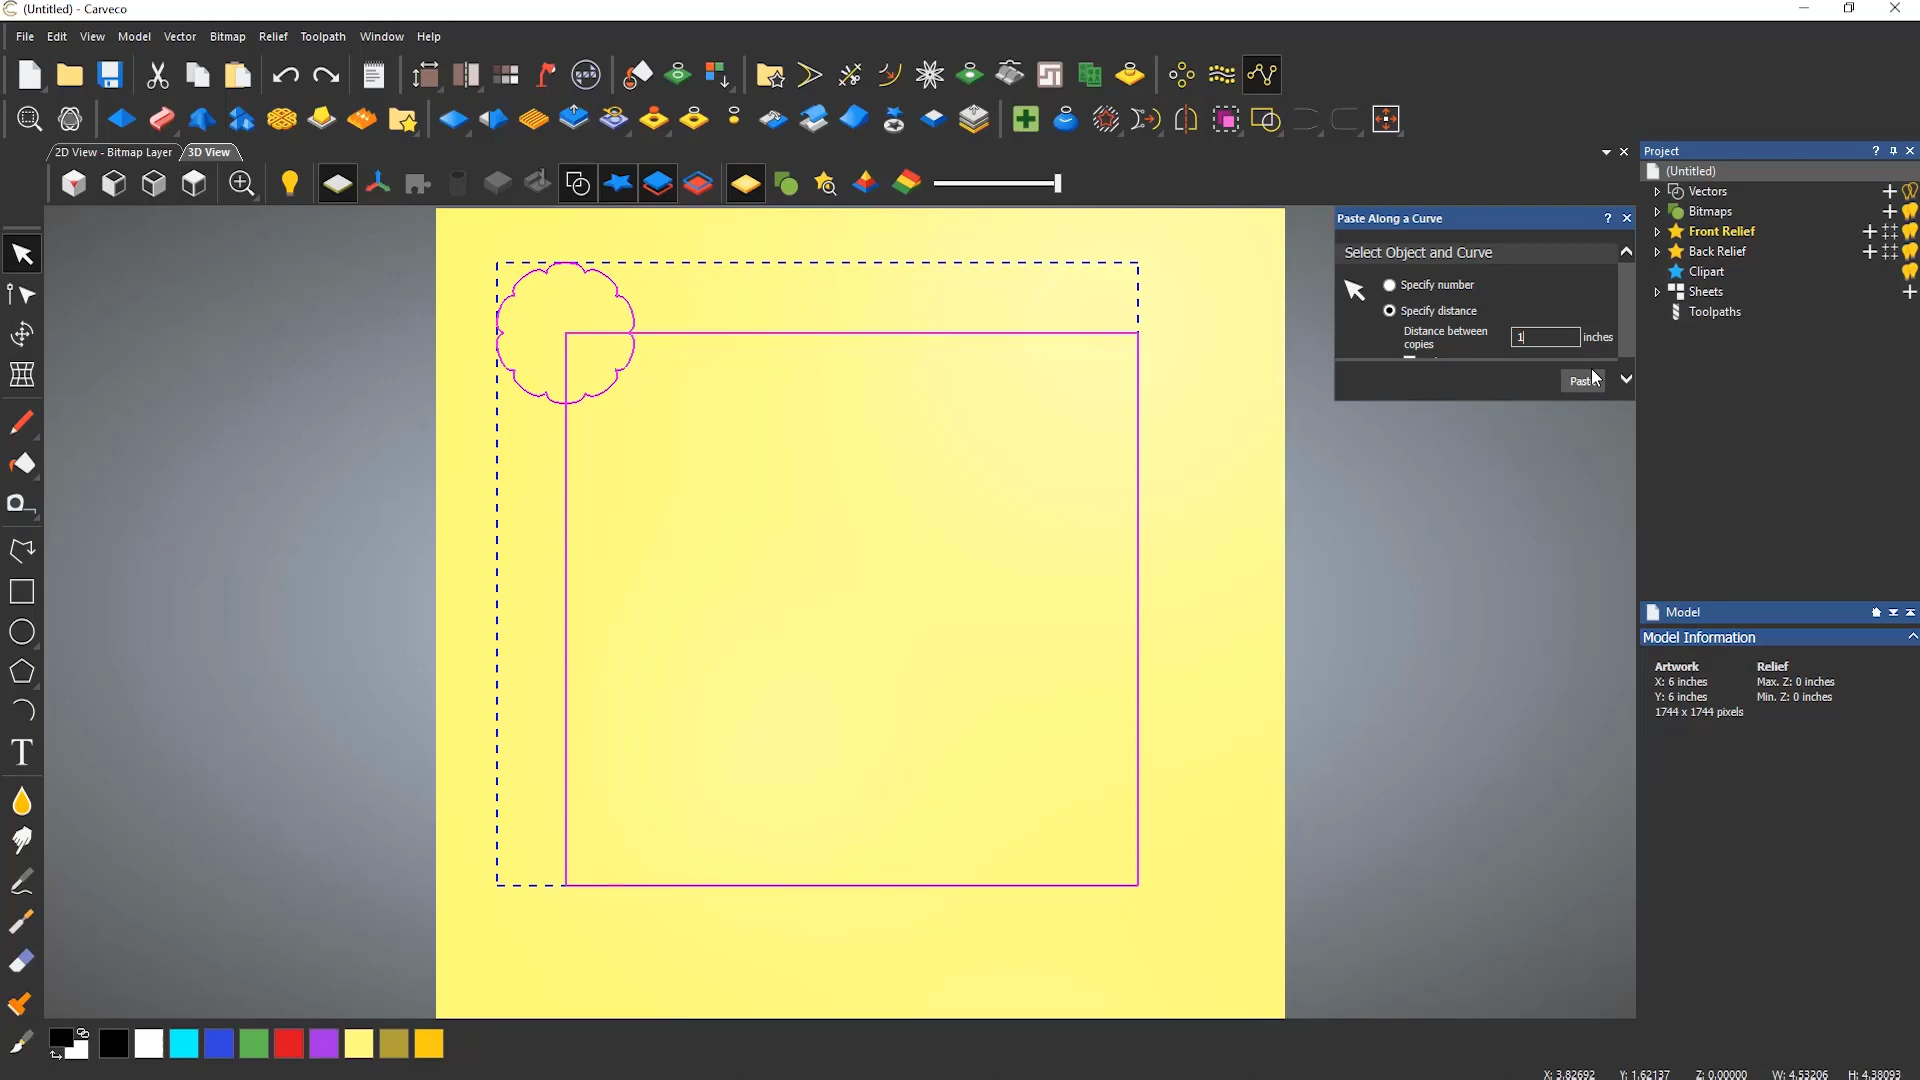 (Untitled) - Carveco
File Edit View Model Vector Bitmap Relief Toolpath Window Help
2D View - Bitmap Layer 3D View
Project
(Untitled)
Vectors
Bitmaps
Front Relief
Back Relief
Clipart
Sheets
Toolpaths
Paste Along a Curve
Select Object and Curve
Specify number
Specify distance
Distance between
copies
1
inches
Model
Model Information
Artwork Relief
X: 6 inches Max. Z: 0 inches
Y: 6 inches Min. Z: 0 inches
1744 x 1744 pixels
X: 3.82692 Y: 1.62137 Z: 0.00000 W: 4.53206 H: 4.38093